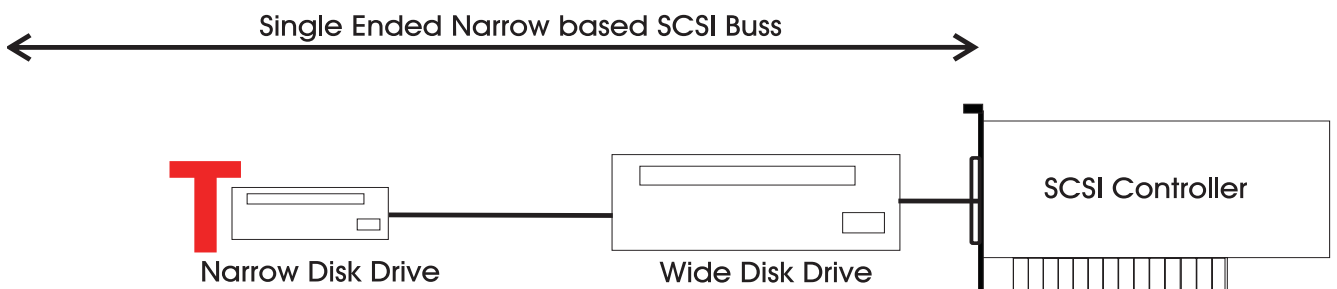 Single Ended Narrow based SCSI Buss
T
SCSI Controller
Narrow Disk Drive
Wide Disk Drive